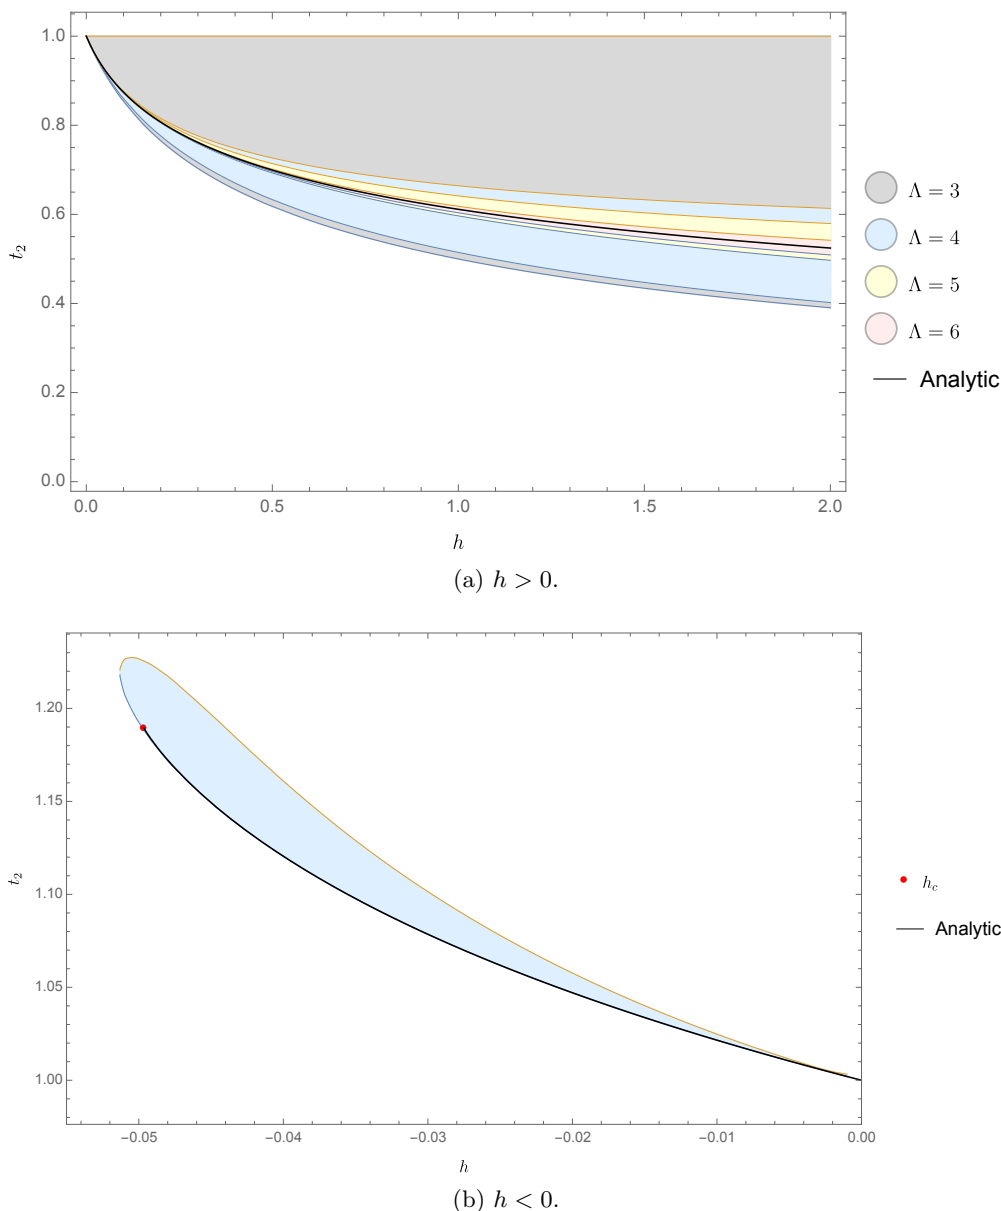 1.0
0.8
0.6
0.4
0.2
0.0
t₂
0.0 0.5 1.0 1.5 2.0
h
Λ = 3
Λ = 4
Λ = 5
Λ = 6
Analytic
(a) h > 0.
1.20
1.15
1.10
1.05
1.00
t₂
−0.05 −0.04 −0.03 −0.02 −0.01 0.00
h
h_c
Analytic
(b) h < 0.